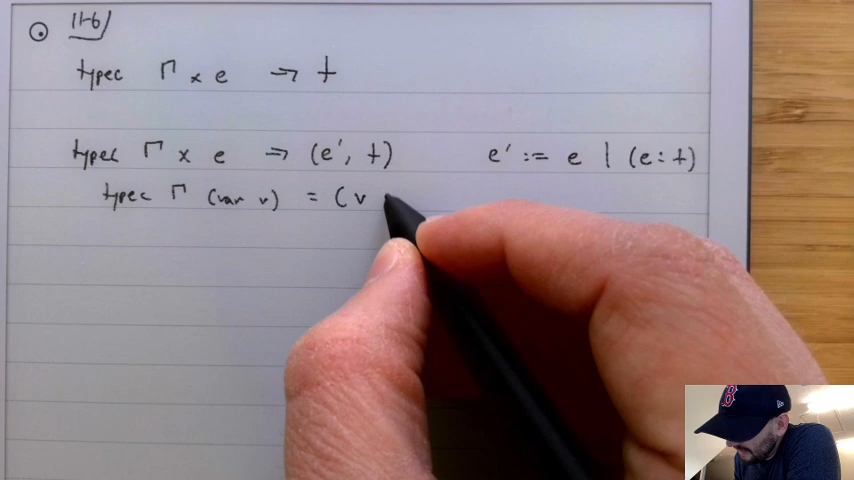 11-6
typec Γ x e → t
typec Γ x e ⇒ (e', t) e' := e | (e : t)
typec Γ (var v) = (v
B